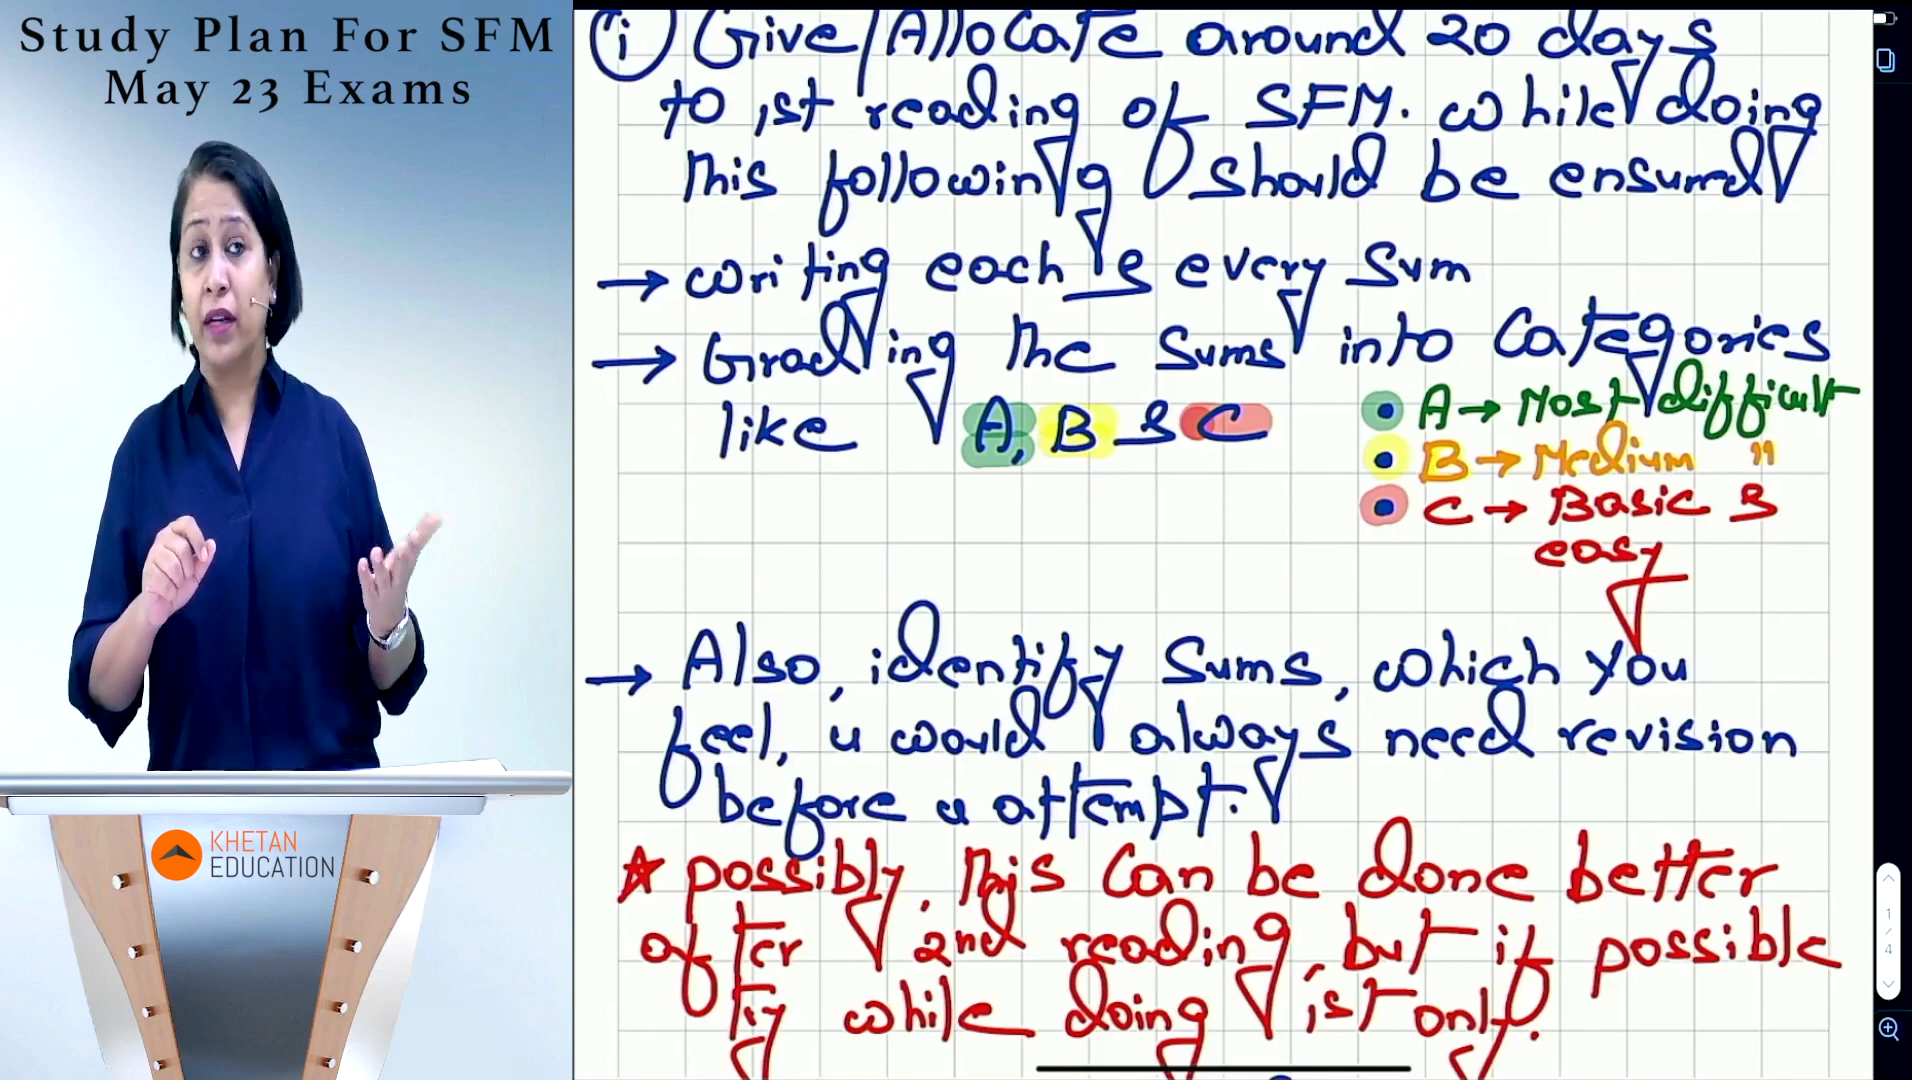 Study Plan For SFM
May 23 Exams
(i) Give/Allocate around 20 days
to 1st reading of SFM. while doing
this following should be ensured
→ writing each & every sum
→ Grading the sums into Categories
like A, B & C
• A → Most difficult
• B → Medium "
• C → Basic &
easy
→ Also, identify sums, which you
feel, u would always need revision
before u attempt.
★ possibly, this can be done better
after 2nd reading, but if possible
try while doing 1st only.
KHETAN
EDUCATION
1
/
4